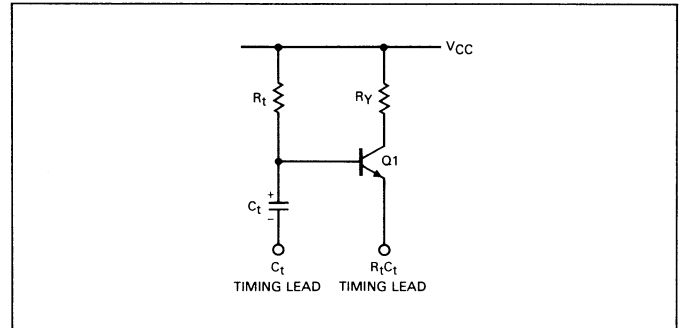 VCC
Rt
RY
Q1
+
Ct
−
Ct
TIMING LEAD
RtCt
TIMING LEAD